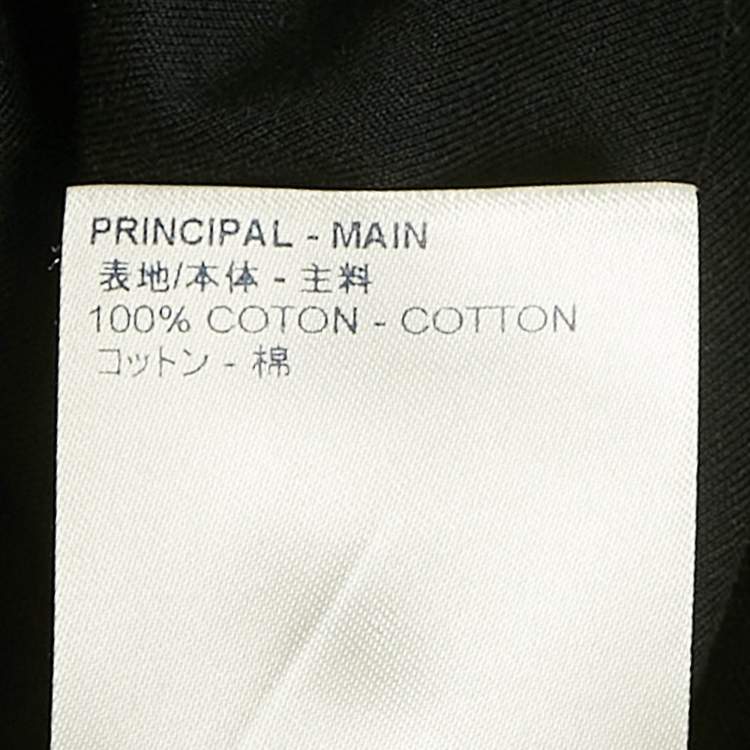 PRINCIPAL - MAIN
表地/本体 - 主料
100% COTON - COTTON
コットン - 棉